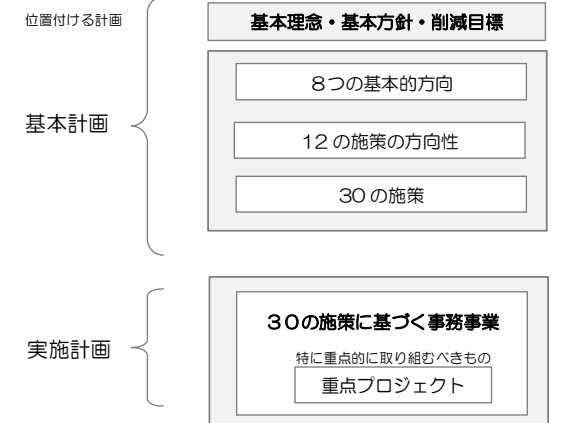 位置付ける計画
基本理念・基本方針・削減目標
8つの基本的方向
基本計画
12の施策の方向性
30の施策
30の施策に基づく事務事業
実施計画
特に重点的に取り組むべきもの
重点プロジェクト